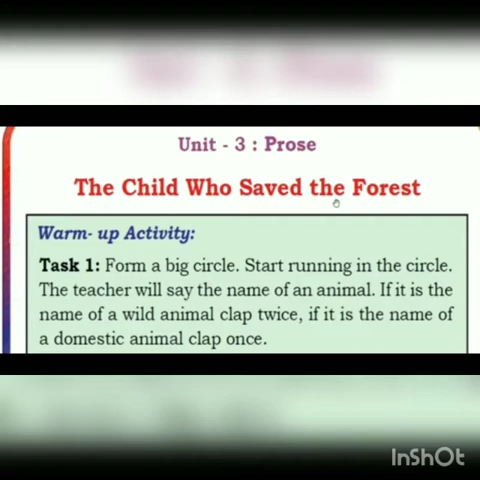 Unit - 3 : Prose
The Child Who Saved the Forest
Warm- up Activity:
Task 1: Form a big circle. Start running in the circle.
The teacher will say the name of an animal. If it is the
name of a wild animal clap twice, if it is the name of
a domestic animal clap once.
InShOt